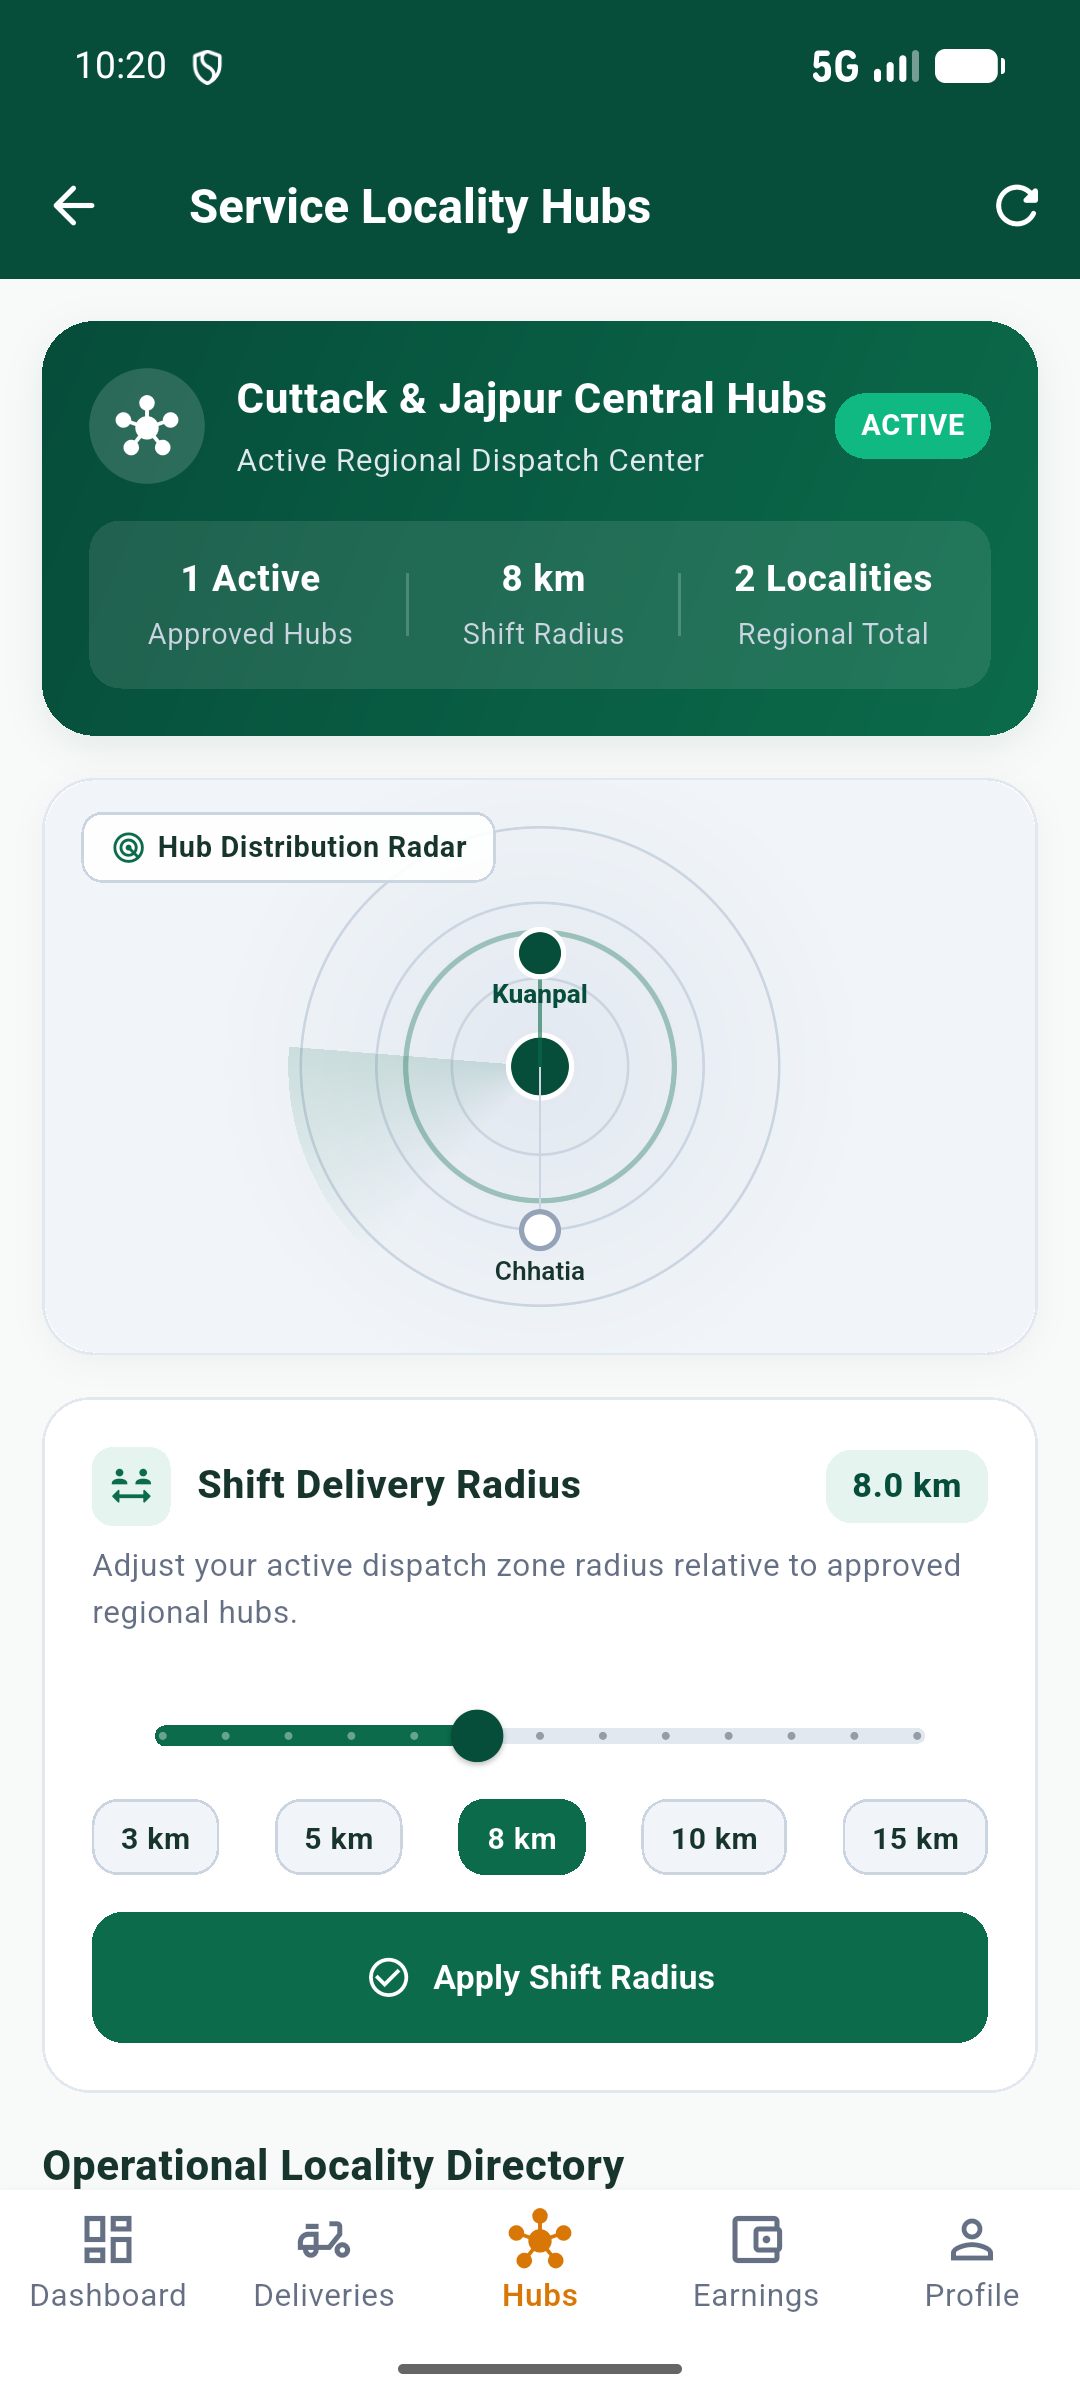 10:20
5G
Service Locality Hubs
Cuttack & Jajpur Central Hubs
Active Regional Dispatch Center
ACTIVE
1 Active
Approved Hubs
8 km
Shift Radius
2 Localities
Regional Total
Hub Distribution Radar
Kuanpal
Chhatia
Shift Delivery Radius
8.0 km
Adjust your active dispatch zone radius relative to approved
regional hubs.
3 km
5 km
8 km
10 km
15 km
Apply Shift Radius
Operational Locality Directory
Dashboard
Deliveries
Hubs
Earnings
Profile